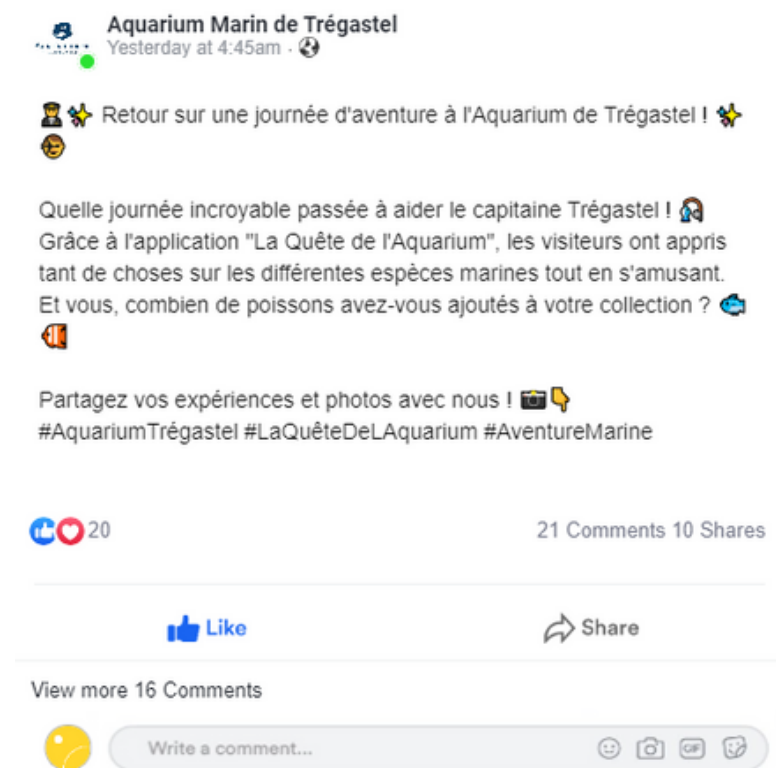 Aquarium Marin de Trégastel
Yesterday at 4:45am ·
Retour sur une journée d'aventure à l'Aquarium de Trégastel !
Quelle journée incroyable passée à aider le capitaine Trégastel !
Grâce à l'application "La Quête de l'Aquarium", les visiteurs ont appris
tant de choses sur les différentes espèces marines tout en s'amusant.
Et vous, combien de poissons avez-vous ajoutés à votre collection ?
Partagez vos expériences et photos avec nous !
#AquariumTrégastel #LaQuêteDeLAquarium #AventureMarine
20
21 Comments 10 Shares
Like
Share
View more 16 Comments
Write a comment...
GIF